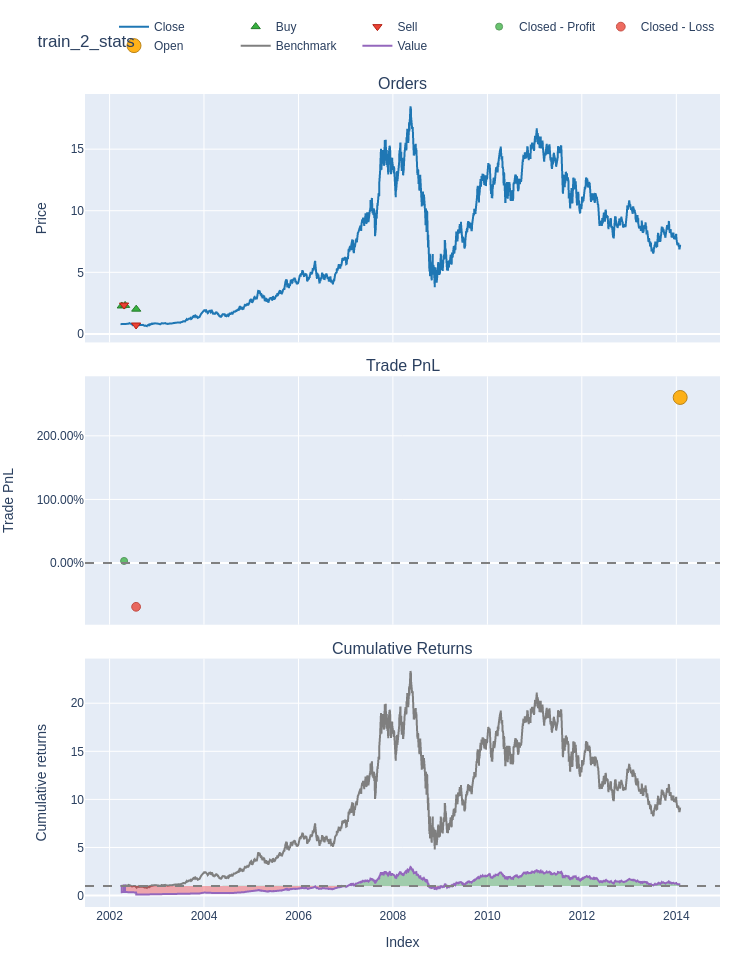 train_2_stats
Close
Buy
Sell
Closed - Profit
Closed - Loss
Open
Benchmark
Value
Orders
15
10
5
0
Price
Trade PnL
200.00%
100.00%
0.00%
Trade PnL
Cumulative Returns
20
15
10
5
0
Cumulative returns
2002 2004 2006 2008 2010 2012 2014
Index